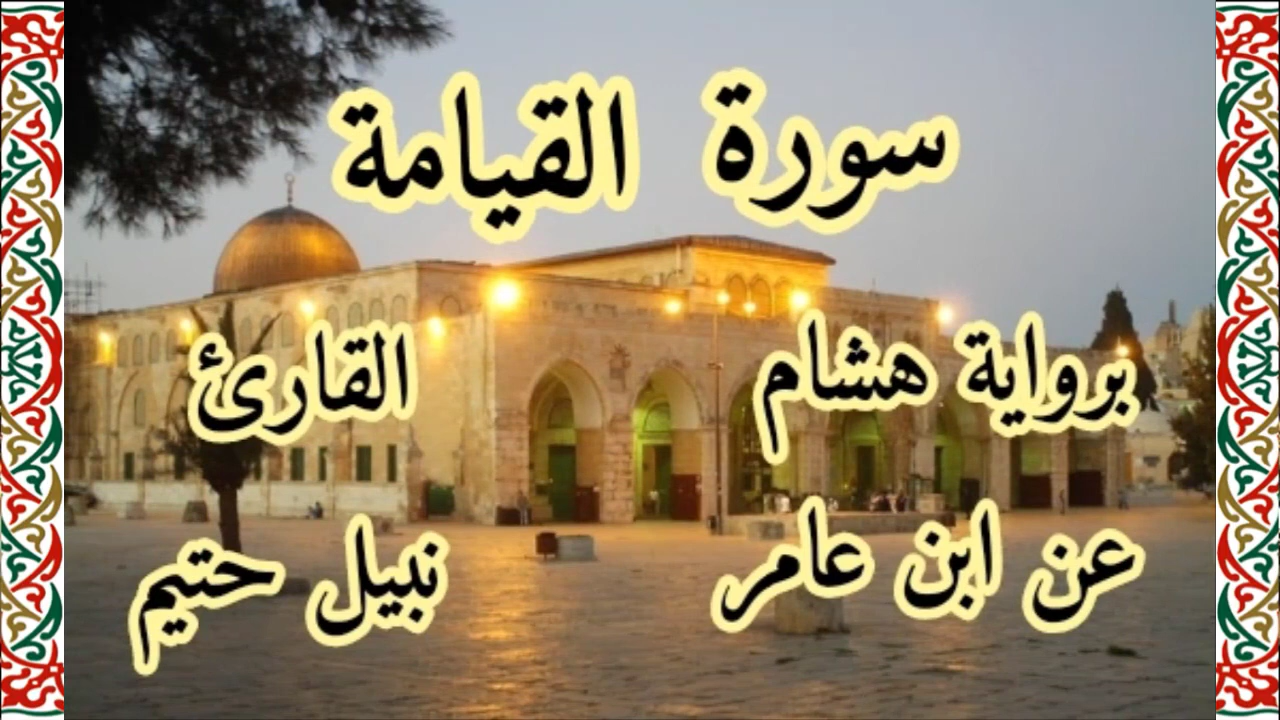 سورة القيامة
برواية هشام
عن ابن عامر
القارئ
نبيل حتيم